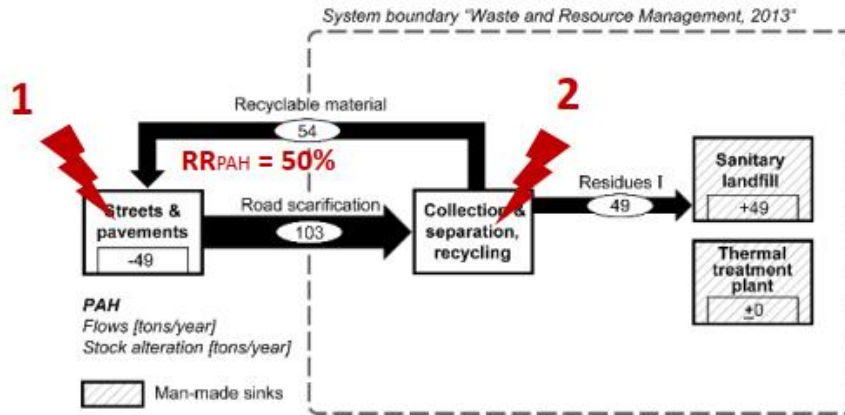 System boundary "Waste and Resource Management, 2013"
1
2
Recyclable material
54
RRPAH = 50%
Sanitary
landfill
+49
Residues I
49
Road scarification
103
Streets &
pavements
-49
Collection &
separation,
recycling
Thermal
treatment
plant
±0
PAH
Flows [tons/year]
Stock alteration [tons/year]
Man-made sinks